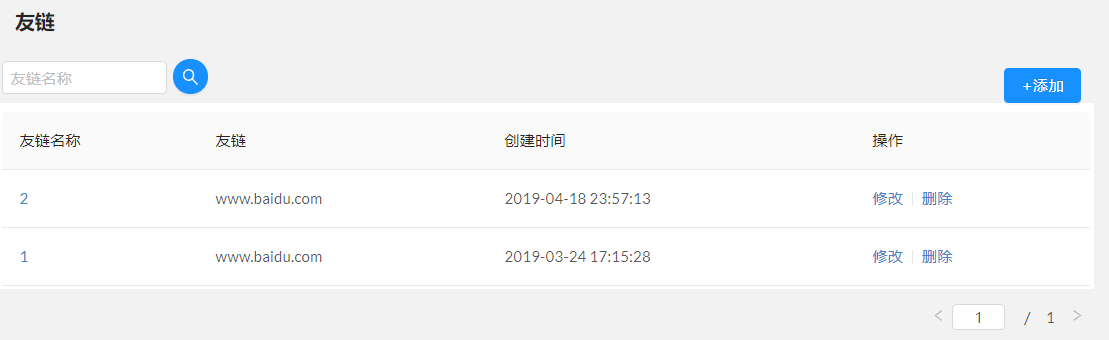 友链
友链名称
+添加
友链名称 友链 创建时间 操作
2 www.baidu.com 2019-04-18 23:57:13 修改 | 删除
1 www.baidu.com 2019-03-24 17:15:28 修改 | 删除
< 1 / 1 >